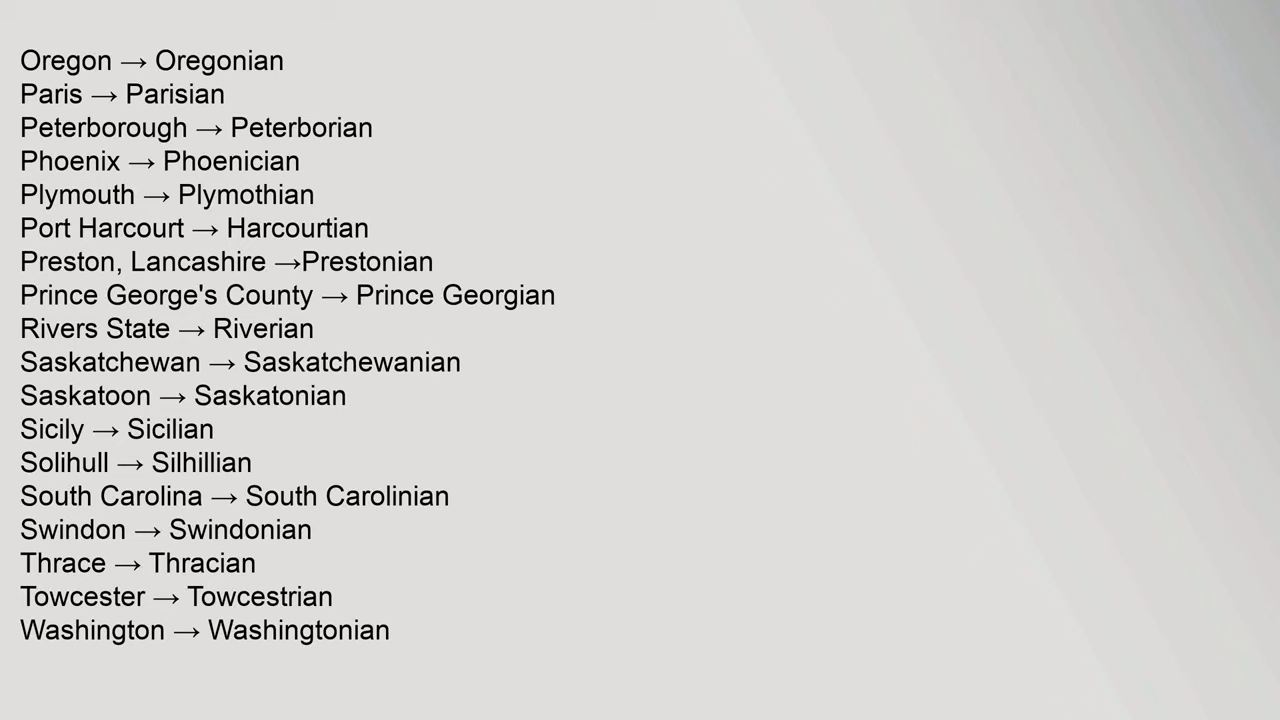 Oregon → Oregonian
Paris → Parisian
Peterborough → Peterborian
Phoenix → Phoenician
Plymouth → Plymothian
Port Harcourt → Harcourtian
Preston, Lancashire →Prestonian
Prince George's County → Prince Georgian
Rivers State → Riverian
Saskatchewan → Saskatchewanian
Saskatoon → Saskatonian
Sicily → Sicilian
Solihull → Silhillian
South Carolina → South Carolinian
Swindon → Swindonian
Thrace → Thracian
Towcester → Towcestrian
Washington → Washingtonian